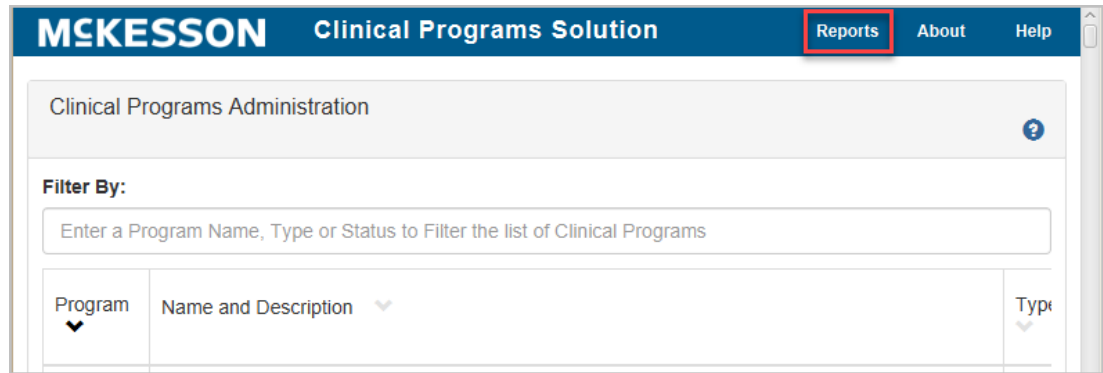 MCKESSON Clinical Programs Solution Reports About Help
Clinical Programs Administration
?
Filter By:
Enter a Program Name, Type or Status to Filter the list of Clinical Programs
Program Name and Description Type